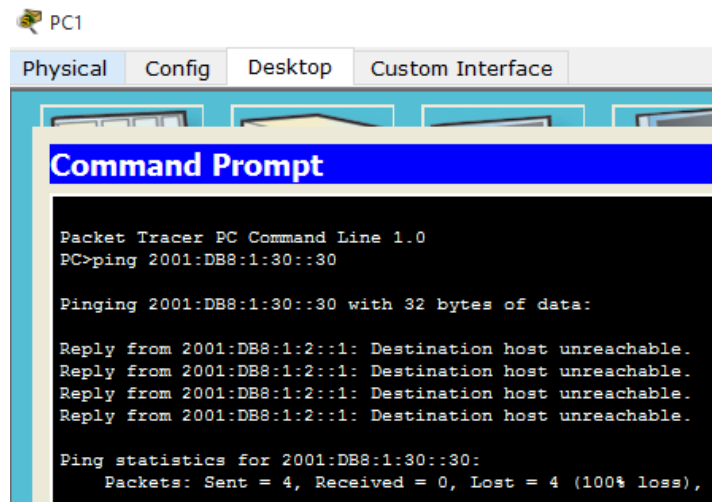 PC1
Physical Config Desktop Custom Interface
Command Prompt
Packet Tracer PC Command Line 1.0
PC>ping 2001:DB8:1:30::30
Pinging 2001:DB8:1:30::30 with 32 bytes of data:
Reply from 2001:DB8:1:2::1: Destination host unreachable.
Reply from 2001:DB8:1:2::1: Destination host unreachable.
Reply from 2001:DB8:1:2::1: Destination host unreachable.
Reply from 2001:DB8:1:2::1: Destination host unreachable.
Ping statistics for 2001:DB8:1:30::30:
Packets: Sent = 4, Received = 0, Lost = 4 (100% loss),